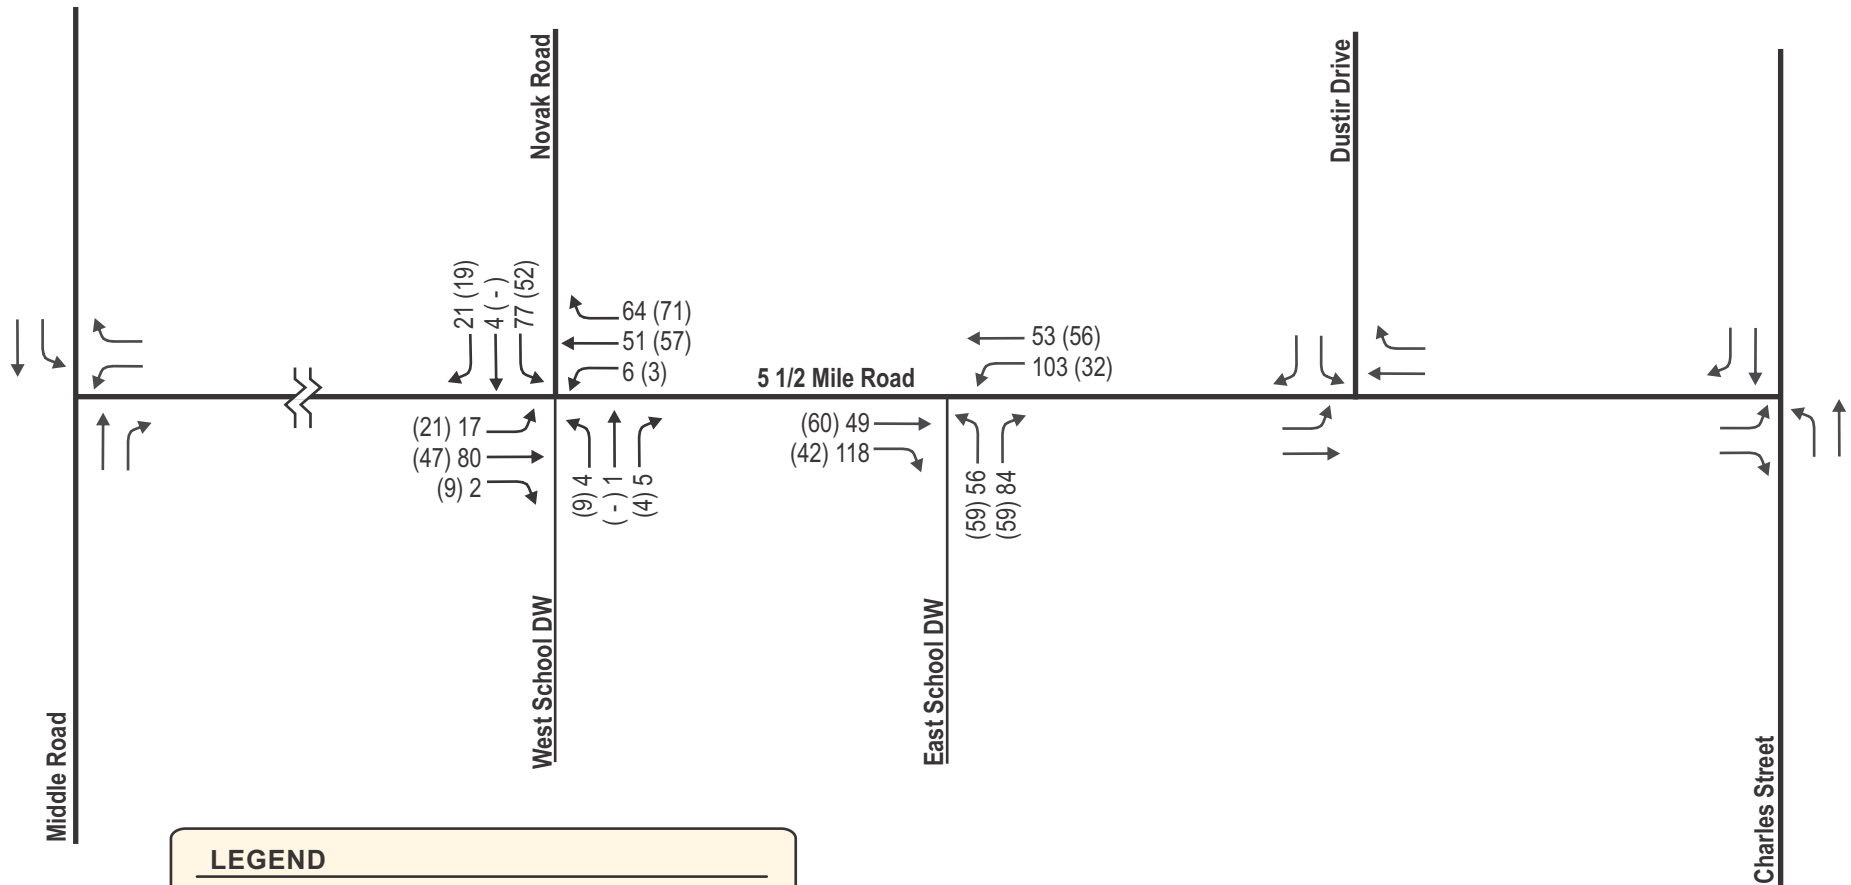 Novak Road
Dustir Drive
21 (19)
4 ( - )
77 (52)
64 (71)
51 (57)
6 (3)
53 (56)
103 (32)
5 1/2 Mile Road
(21) 17
(47) 80
(9) 2
(9) 4
( - ) 1
(4) 5
(60) 49
(42) 118
(59) 56
(59) 84
West School DW
East School DW
Middle Road
Charles Street
LEGEND